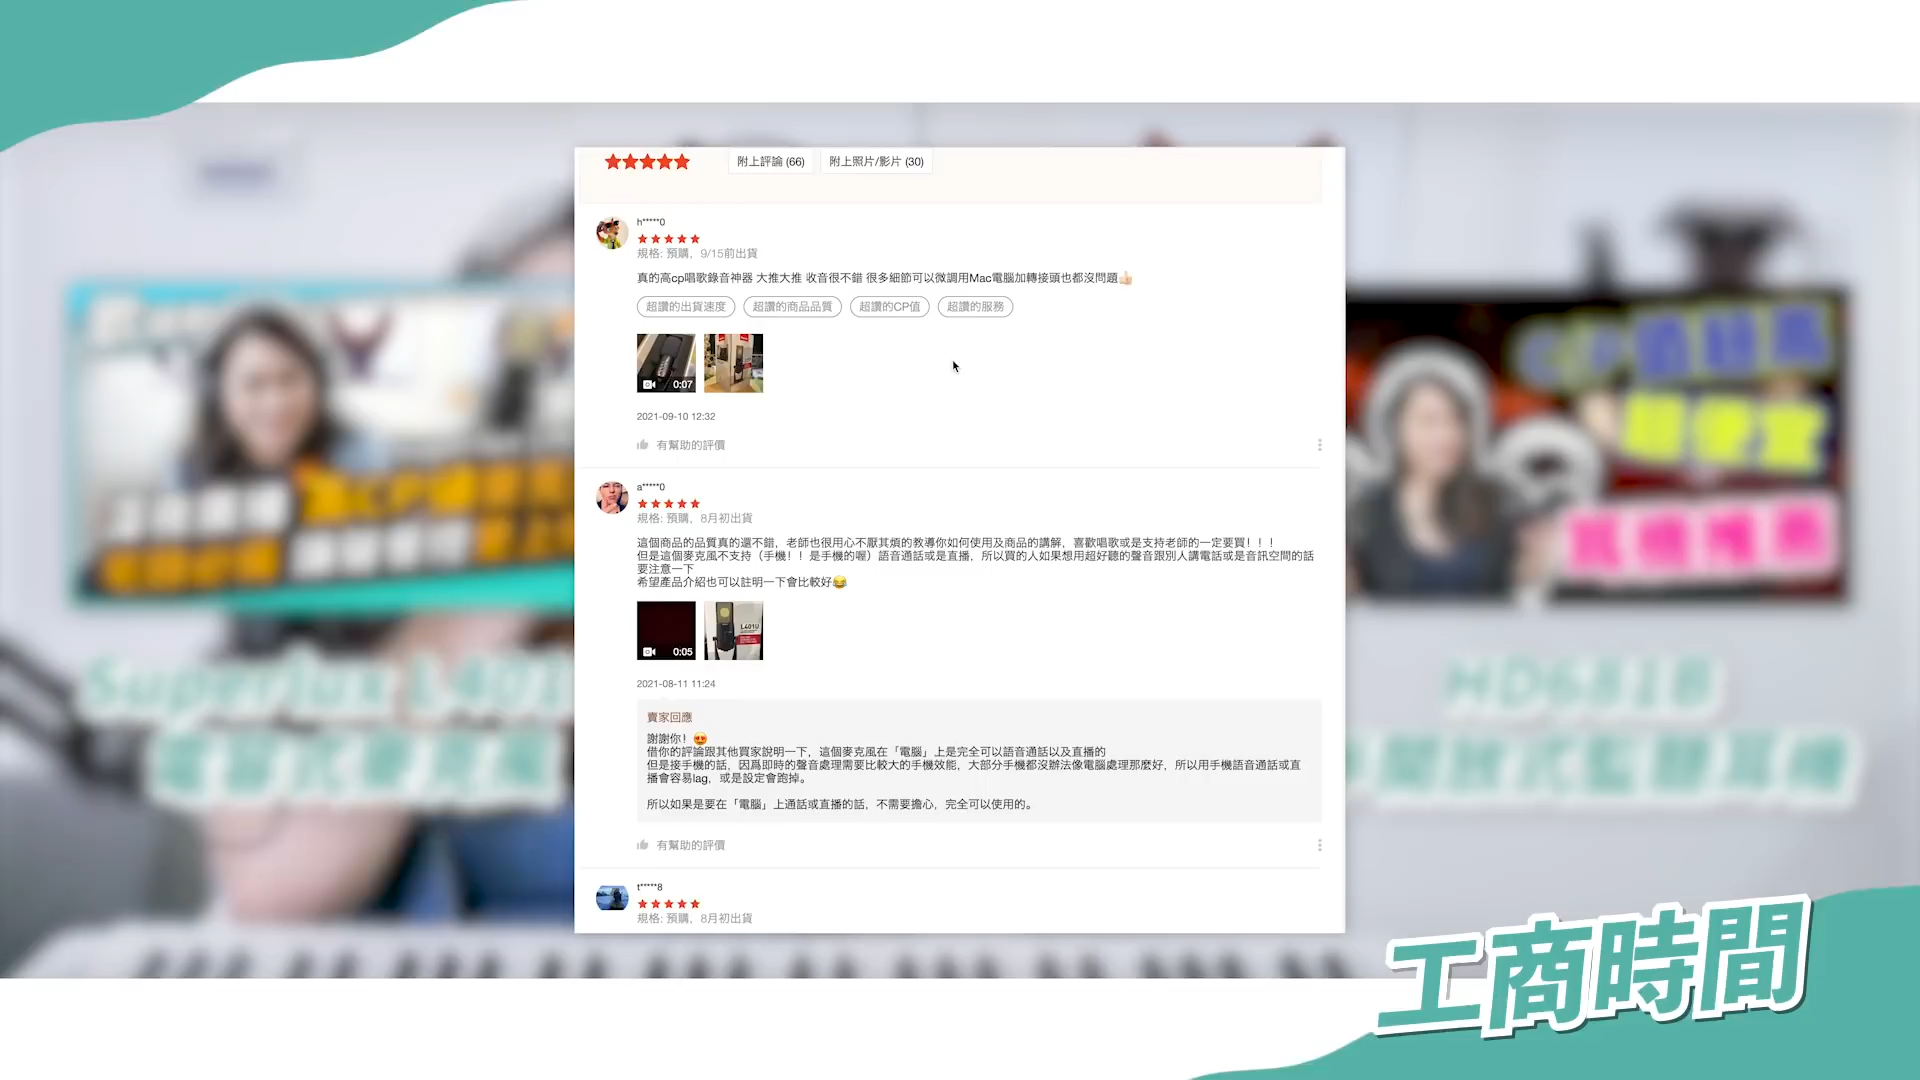 附上評論 (66)
附上照片/影片 (30)
h*****0
規格: 預購，9/15前出貨
真的高cp唱歌錄音神器 大推大推 收音很不錯 很多細節可以微調用Mac電腦加轉接頭也都沒問題👍🏻
超讚的出貨速度
超讚的商品品質
超讚的CP值
超讚的服務
0:07
2021-09-10 12:32
有幫助的評價
a*****0
規格: 預購，8月初出貨
這個商品的品質真的還不錯，老師也很用心不厭其煩的教導你如何使用及商品的講解，喜歡唱歌或是支持老師的一定要買！！！
但是這個麥克風不支持（手機！！是手機的喔）語音通話或是直播，所以買的人如果想用超好聽的聲音跟別人講電話或是音訊空間的話
要注意一下
希望產品介紹也可以註明一下會比較好😂
L401U
0:05
2021-08-11 11:24
賣家回應
謝謝你！😍
借你的評論跟其他買家說明一下，這個麥克風在「電腦」上是完全可以語音通話以及直播的
但是接手機的話，因爲即時的聲音處理需要比較大的手機效能，大部分手機都沒辦法像電腦處理那麼好，所以用手機語音通話或直
播會容易lag，或是設定會跑掉。
所以如果是要在「電腦」上通話或直播的話，不需要擔心，完全可以使用的。
有幫助的評價
t*****8
規格: 預購，8月初出貨
Superlux L401
電容式麥克風
HD681B
開放式監聽耳機
工商時間